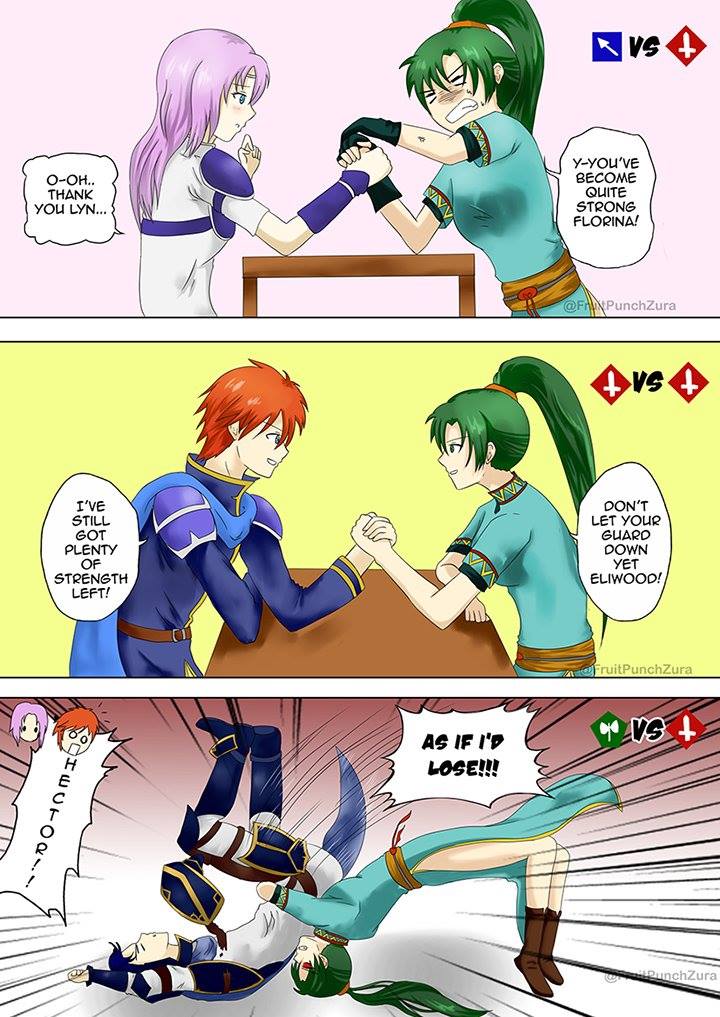 VS
O-OH..
THANK
YOU LYN...
Y-YOU'VE
BECOME
QUITE
STRONG
FLORINA!
@FruitPunchZura
VS
I'VE
STILL
GOT
PLENTY
OF
STRENGTH
LEFT!
DON'T
LET YOUR
GUARD
DOWN
YET
ELIWOOD!
@FruitPunchZura
VS
HECTOR!!
AS IF I'D
LOSE!!!
@FruitPunchZura